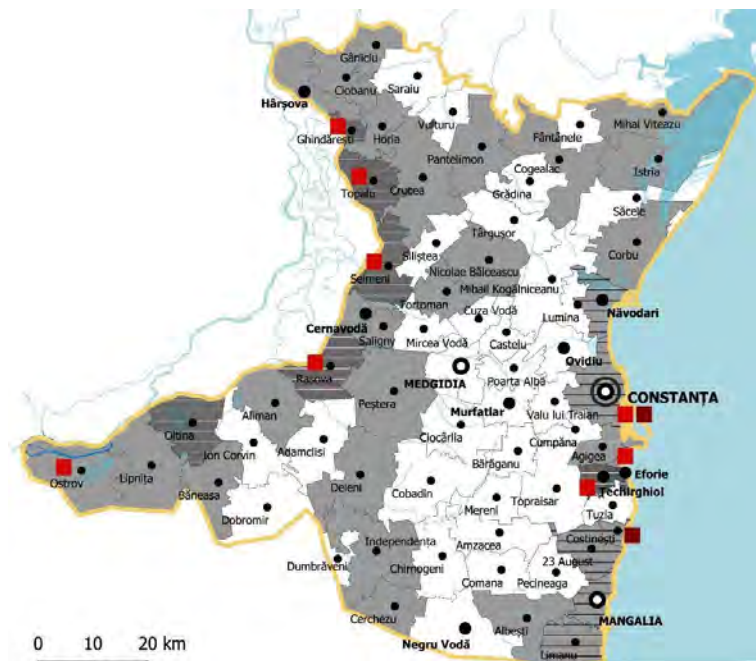 Gârliciu
Ciobanu
Saraiu
Hârșova
Vulturu
Mihai Viteazu
Ghindărești
Horia
Fântânele
Pantelimon
Cogealac
Istria
Topalu
Crucea
Grădina
Săcele
Târgușor
Siliștea
Corbu
Seimeni
Nicolae Bălcescu
Mihail Kogălniceanu
Tortoman
Cuza Vodă
Lumina
Năvodari
Cernavodă
Saligny
Mircea Vodă
Castelu
Ovidiu
Rasova
MEDGIDIA
Poarta Albă
CONSTANȚA
Aliman
Peștera
Murfatlar
Valu lui Traian
Oltina
Ion Corvin
Adamclisi
Ciocârlia
Cumpăna
Bărăganu
Agigea
Ostrov
Lipnița
Băneasa
Deleni
Cobadin
Eforie
Techirghiol
Dobromir
Mereni
Topraisar
Tuzla
Independența
Amzacea
Costinești
Dumbrăveni
Chirnogeni
23 August
Comana
Pecineaga
Cerchezu
Albești
MANGALIA
0 10 20 km
Negru Vodă
Limanu